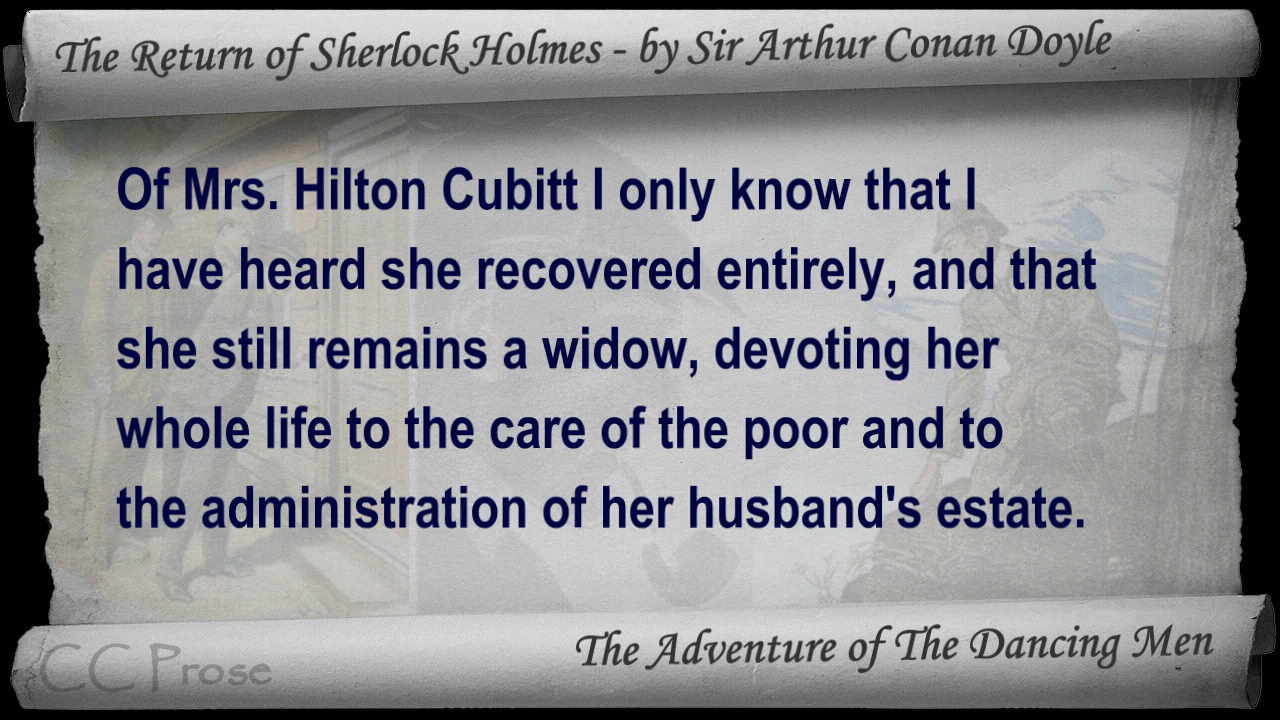 The Return of Sherlock Holmes - by Sir Arthur Conan Doyle
Of Mrs. Hilton Cubitt I only know that I
have heard she recovered entirely, and that
she still remains a widow, devoting her
whole life to the care of the poor and to
the administration of her husband's estate.
The Adventure of The Dancing Men
CC Prose